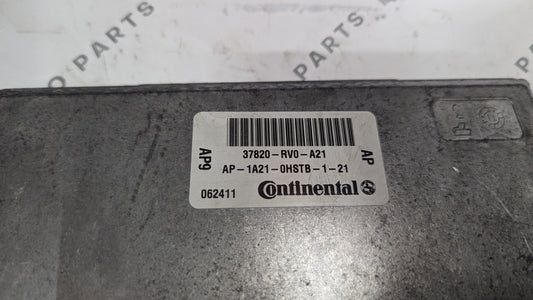 O PARTS
O PARTS
37820-RV0-A21
AP-1A21-0HSTB-1-21
AP9
AP
062411
Continental